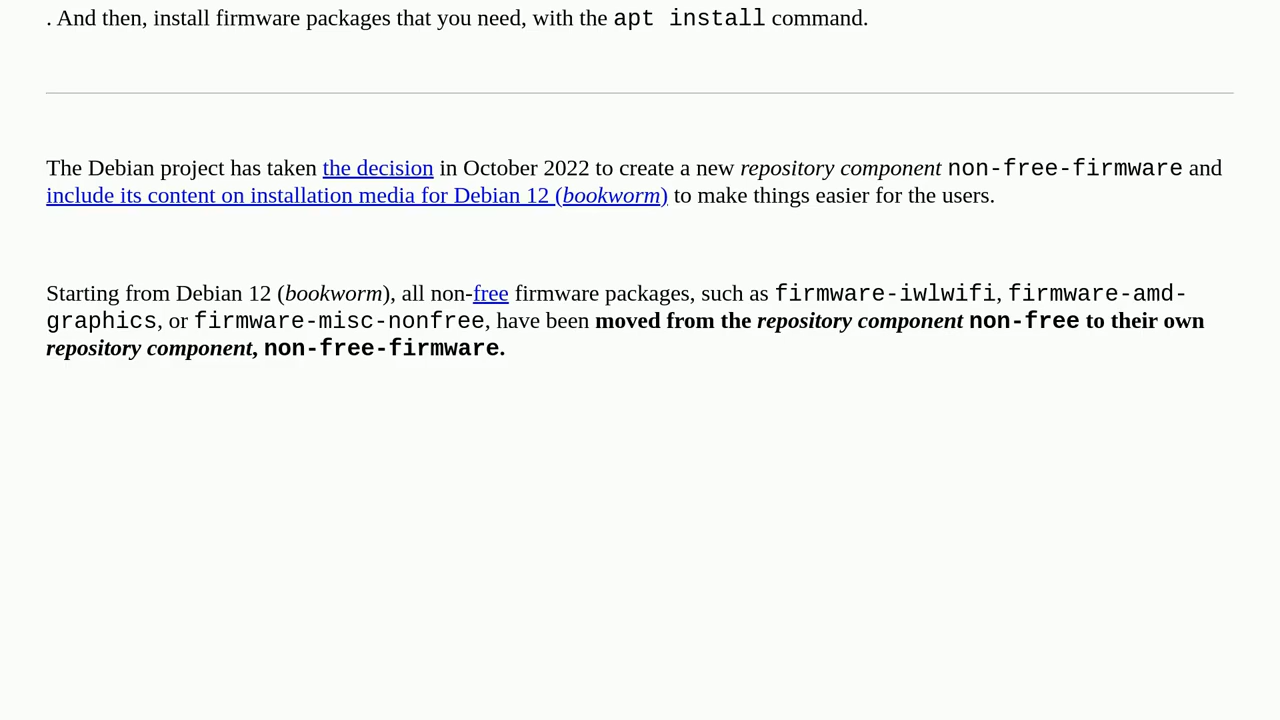 . And then, install firmware packages that you need, with the apt install command.
The Debian project has taken the decision in October 2022 to create a new repository component non-free-firmware and
include its content on installation media for Debian 12 (bookworm) to make things easier for the users.
Starting from Debian 12 (bookworm), all non-free firmware packages, such as firmware-iwlwifi, firmware-amd-
graphics, or firmware-misc-nonfree, have been moved from the repository component non-free to their own
repository component, non-free-firmware.